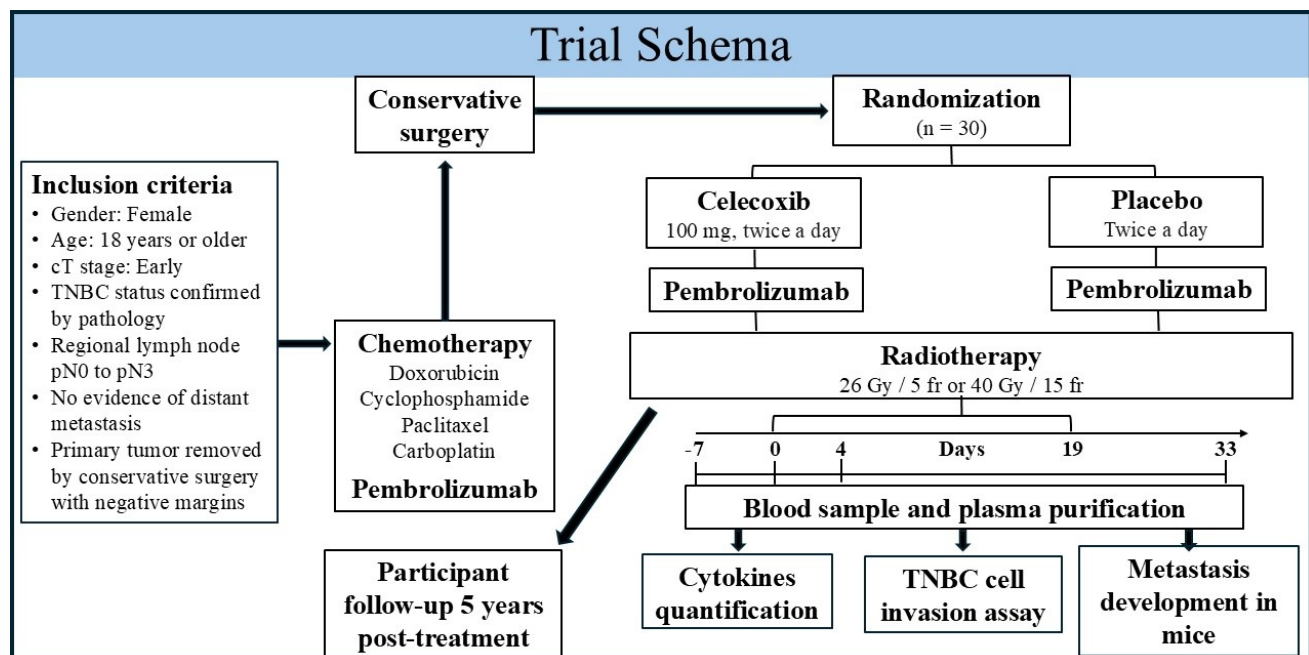 Trial Schema
Inclusion criteria
• Gender: Female
• Age: 18 years or older
• cT stage: Early
• TNBC status confirmed
by pathology
• Regional lymph node
pN0 to pN3
• No evidence of distant
metastasis
• Primary tumor removed
by conservative surgery
with negative margins
Chemotherapy
Doxorubicin
Cyclophosphamide
Paclitaxel
Carboplatin
Pembrolizumab
Conservative
surgery
Randomization
(n = 30)
Celecoxib
100 mg, twice a day
Placebo
Twice a day
Pembrolizumab
Pembrolizumab
Radiotherapy
26 Gy / 5 fr or 40 Gy / 15 fr
-7 0 4 Days 19 33
Blood sample and plasma purification
Cytokines
quantification
TNBC cell
invasion assay
Metastasis
development in
mice
Participant
follow-up 5 years
post-treatment